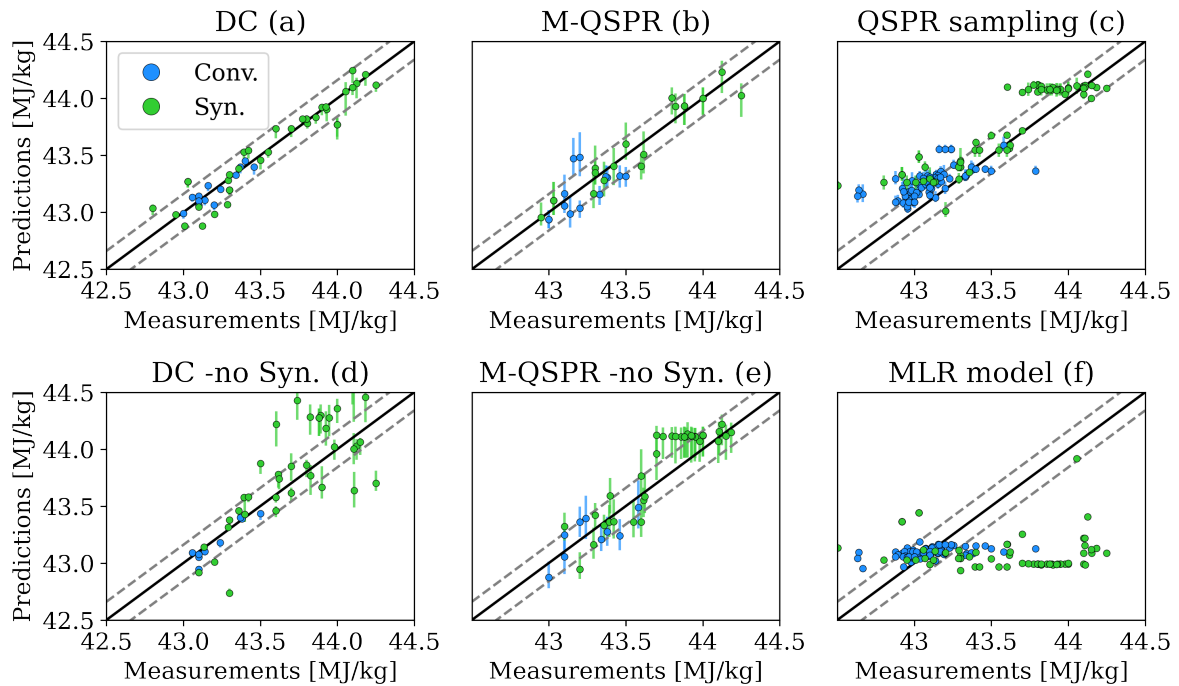 DC (a)
M-QSPR (b)
QSPR sampling (c)
Predictions [MJ/kg]
44.5
44.0
43.5
43.0
42.5
Conv.
Syn.
42.5 43.0 43.5 44.0 44.5
43 43.5 44 44.5
43 43.5 44 44.5
Measurements [MJ/kg]
Measurements [MJ/kg]
Measurements [MJ/kg]
DC -no Syn. (d)
M-QSPR -no Syn. (e)
MLR model (f)
Predictions [MJ/kg]
44.5
44.0
43.5
43.0
42.5
42.5 43.0 43.5 44.0 44.5
43 43.5 44 44.5
43 43.5 44 44.5
Measurements [MJ/kg]
Measurements [MJ/kg]
Measurements [MJ/kg]